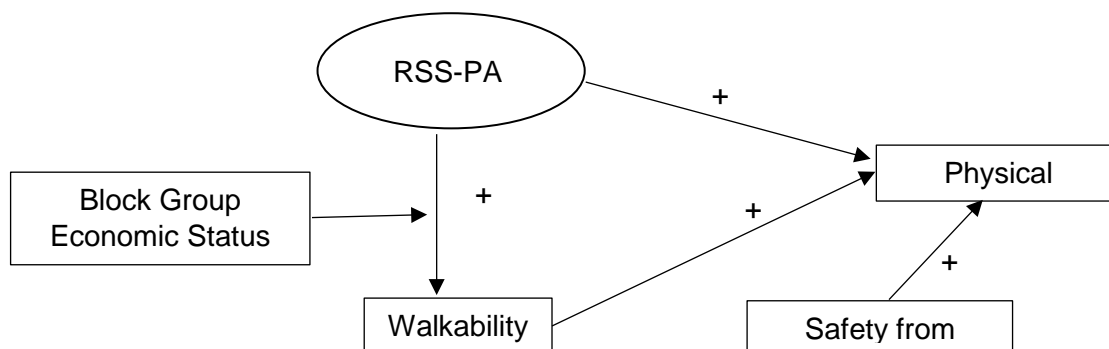 RSS-PA
+
Physical
Block Group
Economic Status
+
+
+
Walkability
Safety from